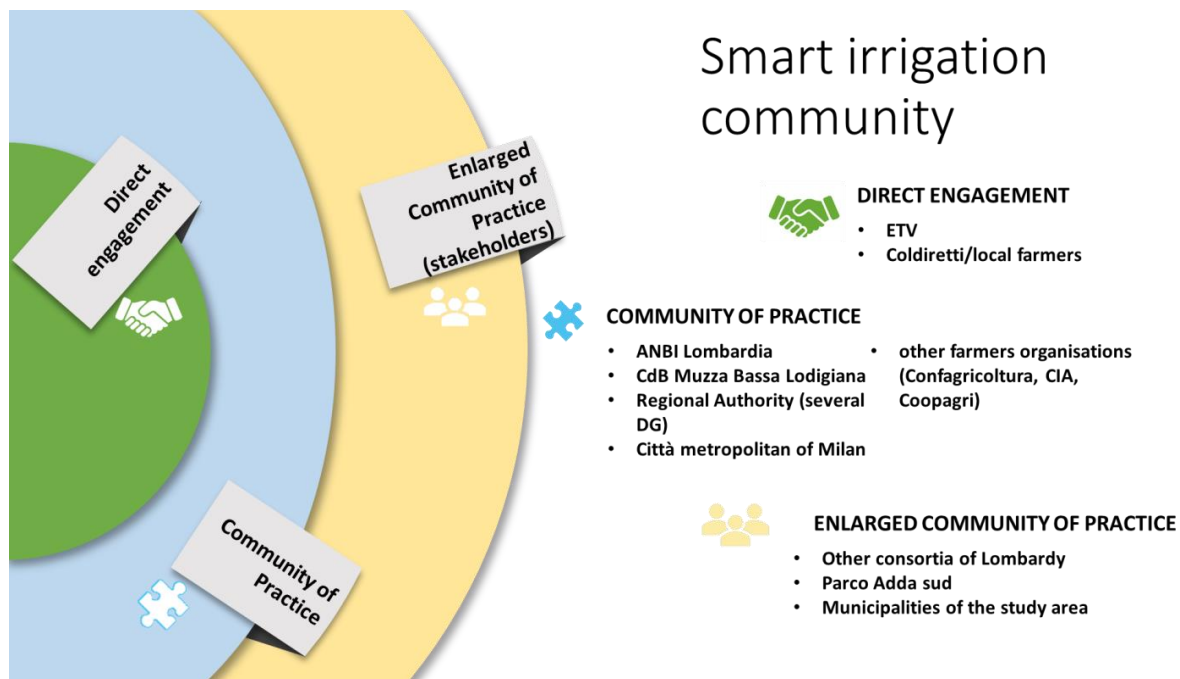 Smart irrigation
community
Direct
engagement
Enlarged
Community of
Practice
(stakeholders)
Community of
Practice
DIRECT ENGAGEMENT
• ETV
• Coldiretti/local farmers
COMMUNITY OF PRACTICE
• ANBI Lombardia
• CdB Muzza Bassa Lodigiana
• Regional Authority (several
DG)
• Città metropolitan of Milan
• other farmers organisations
(Confagricoltura, CIA,
Coopagri)
ENLARGED COMMUNITY OF PRACTICE
• Other consortia of Lombardy
• Parco Adda sud
• Municipalities of the study area